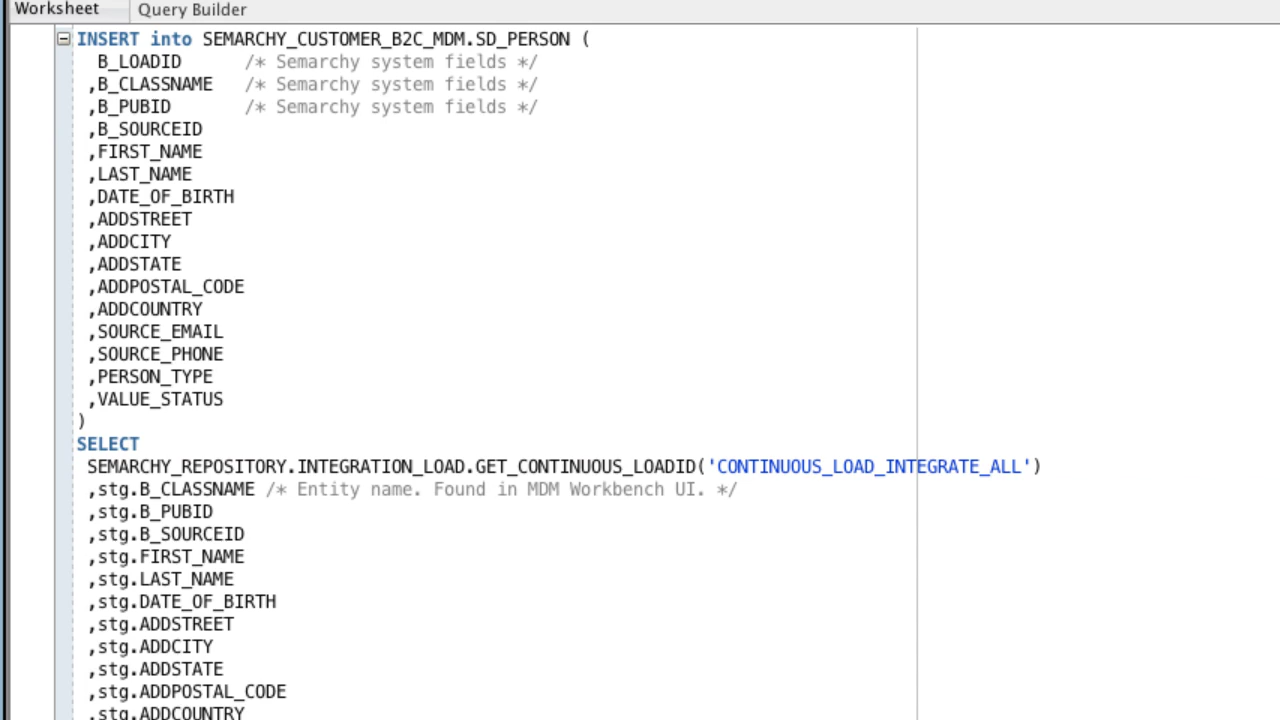 Worksheet Query Builder
INSERT into SEMARCHY_CUSTOMER_B2C_MDM.SD_PERSON (
B_LOADID /* Semarchy system fields */
,B_CLASSNAME /* Semarchy system fields */
,B_PUBID /* Semarchy system fields */
,B_SOURCEID
,FIRST_NAME
,LAST_NAME
,DATE_OF_BIRTH
,ADDSTREET
,ADDCITY
,ADDSTATE
,ADDPOSTAL_CODE
,ADDCOUNTRY
,SOURCE_EMAIL
,SOURCE_PHONE
,PERSON_TYPE
,VALUE_STATUS
)
SELECT
SEMARCHY_REPOSITORY.INTEGRATION_LOAD.GET_CONTINUOUS_LOADID('CONTINUOUS_LOAD_INTEGRATE_ALL')
,stg.B_CLASSNAME /* Entity name. Found in MDM Workbench UI. */
,stg.B_PUBID
,stg.B_SOURCEID
,stg.FIRST_NAME
,stg.LAST_NAME
,stg.DATE_OF_BIRTH
,stg.ADDSTREET
,stg.ADDCITY
,stg.ADDSTATE
,stg.ADDPOSTAL_CODE
,stg.ADDCOUNTRY